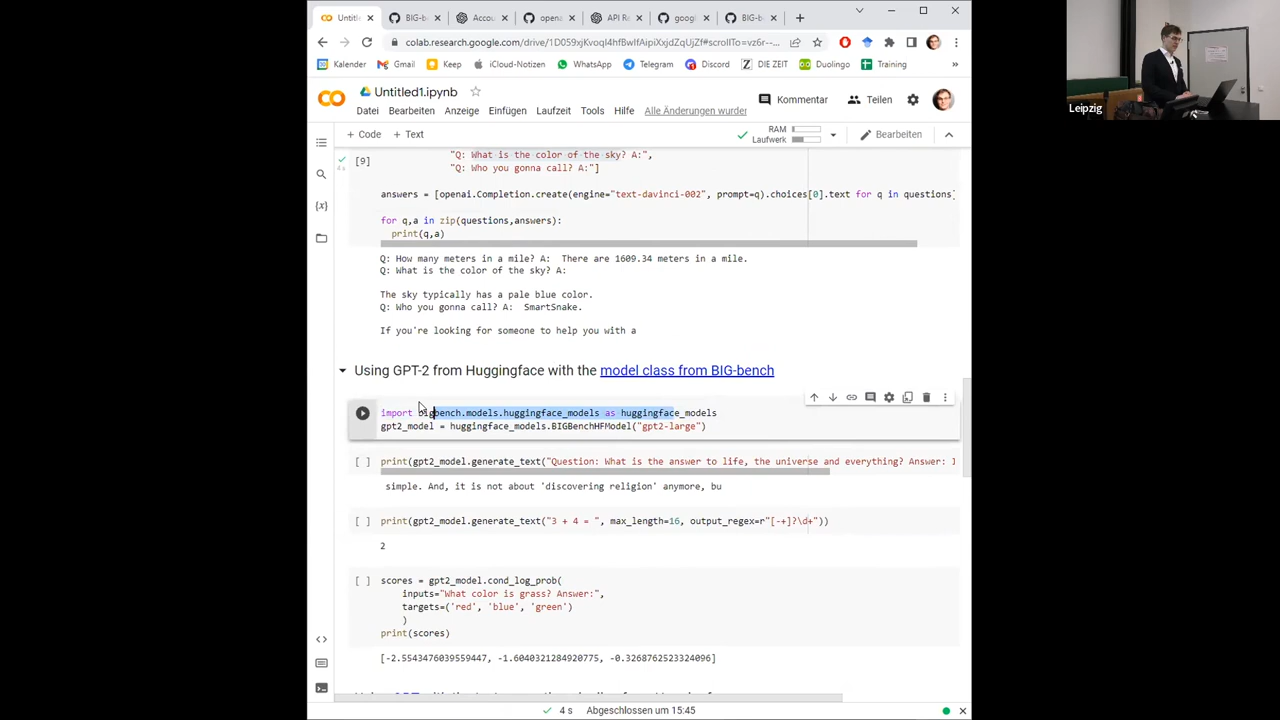 Untitl
BIG-b
Accou
opena
API R
googl
BIG-b
colab.research.google.com/drive/1D059xjKvoqI4hfBwIfAipiXxjdZqUjZf#scrollTo=vz6r--...
Kalender
Gmail
Keep
iCloud-Notizen
WhatsApp
Telegram
Discord
DIE ZEIT
Duolingo
Training
Leipzig
Untitled1.ipynb
Kommentar
Teilen
Datei Bearbeiten Anzeige Einfügen Laufzeit Tools Hilfe Alle Änderungen wurder
+ Code + Text
RAM
Laufwerk
Bearbeiten
[9]
"Q: What is the color of the sky? A:",
"Q: Who you gonna call? A:"]
answers = [openai.Completion.create(engine="text-davinci-002", prompt=q).choices[0].text for q in questions]
for q,a in zip(questions,answers):
print(q,a)
Q: How many meters in a mile? A:  There are 1609.34 meters in a mile.
Q: What is the color of the sky? A:
The sky typically has a pale blue color.
Q: Who you gonna call? A:  SmartSnake.
If you're looking for someone to help you with a
Using GPT-2 from Huggingface with the model class from BIG-bench
import bigbench.models.huggingface_models as huggingface_models
gpt2_model = huggingface_models.BIGBenchHFModel("gpt2-large")
[ ] print(gpt2_model.generate_text("Question: What is the answer to life, the universe and everything? Answer:
simple. And, it is not about 'discovering religion' anymore, bu
[ ] print(gpt2_model.generate_text("3 + 4 = ", max_length=16, output_regex=r"[-+]?\d+"))
2
[ ] scores = gpt2_model.cond_log_prob(
inputs="What color is grass? Answer:",
targets=('red', 'blue', 'green')
)
print(scores)
[-2.5543476039559447, -1.6040321284920775, -0.3268762523324096]
4 s Abgeschlossen um 15:45